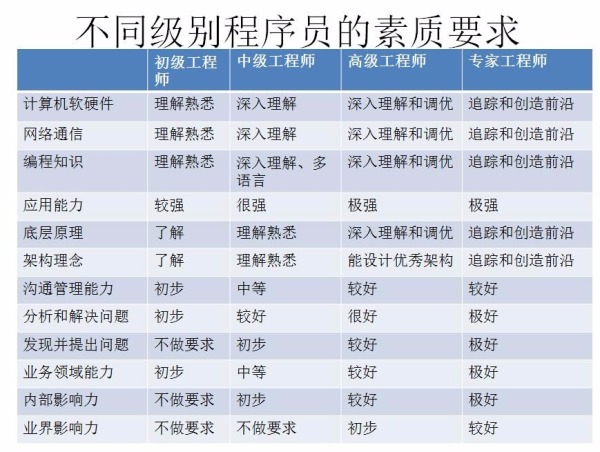 不同级别程序员的素质要求
初级工程师 中级工程师 高级工程师 专家工程师
计算机软硬件 理解熟悉 深入理解 深入理解和调优 追踪和创造前沿
网络通信 理解熟悉 深入理解 深入理解和调优 追踪和创造前沿
编程知识 理解熟悉 深入理解、多语言 深入理解和调优 追踪和创造前沿
应用能力 较强 很强 极强 极强
底层原理 了解 理解熟悉 深入理解和调优 追踪和创造前沿
架构理念 了解 理解熟悉 能设计优秀架构 追踪和创造前沿
沟通管理能力 初步 中等 较好 较好
分析和解决问题 初步 较好 很好 极好
发现并提出问题 不做要求 初步 较好 极好
业务领域能力 初步 中等 较好 极好
内部影响力 不做要求 初步 较好 极好
业界影响力 不做要求 不做要求 初步 较好